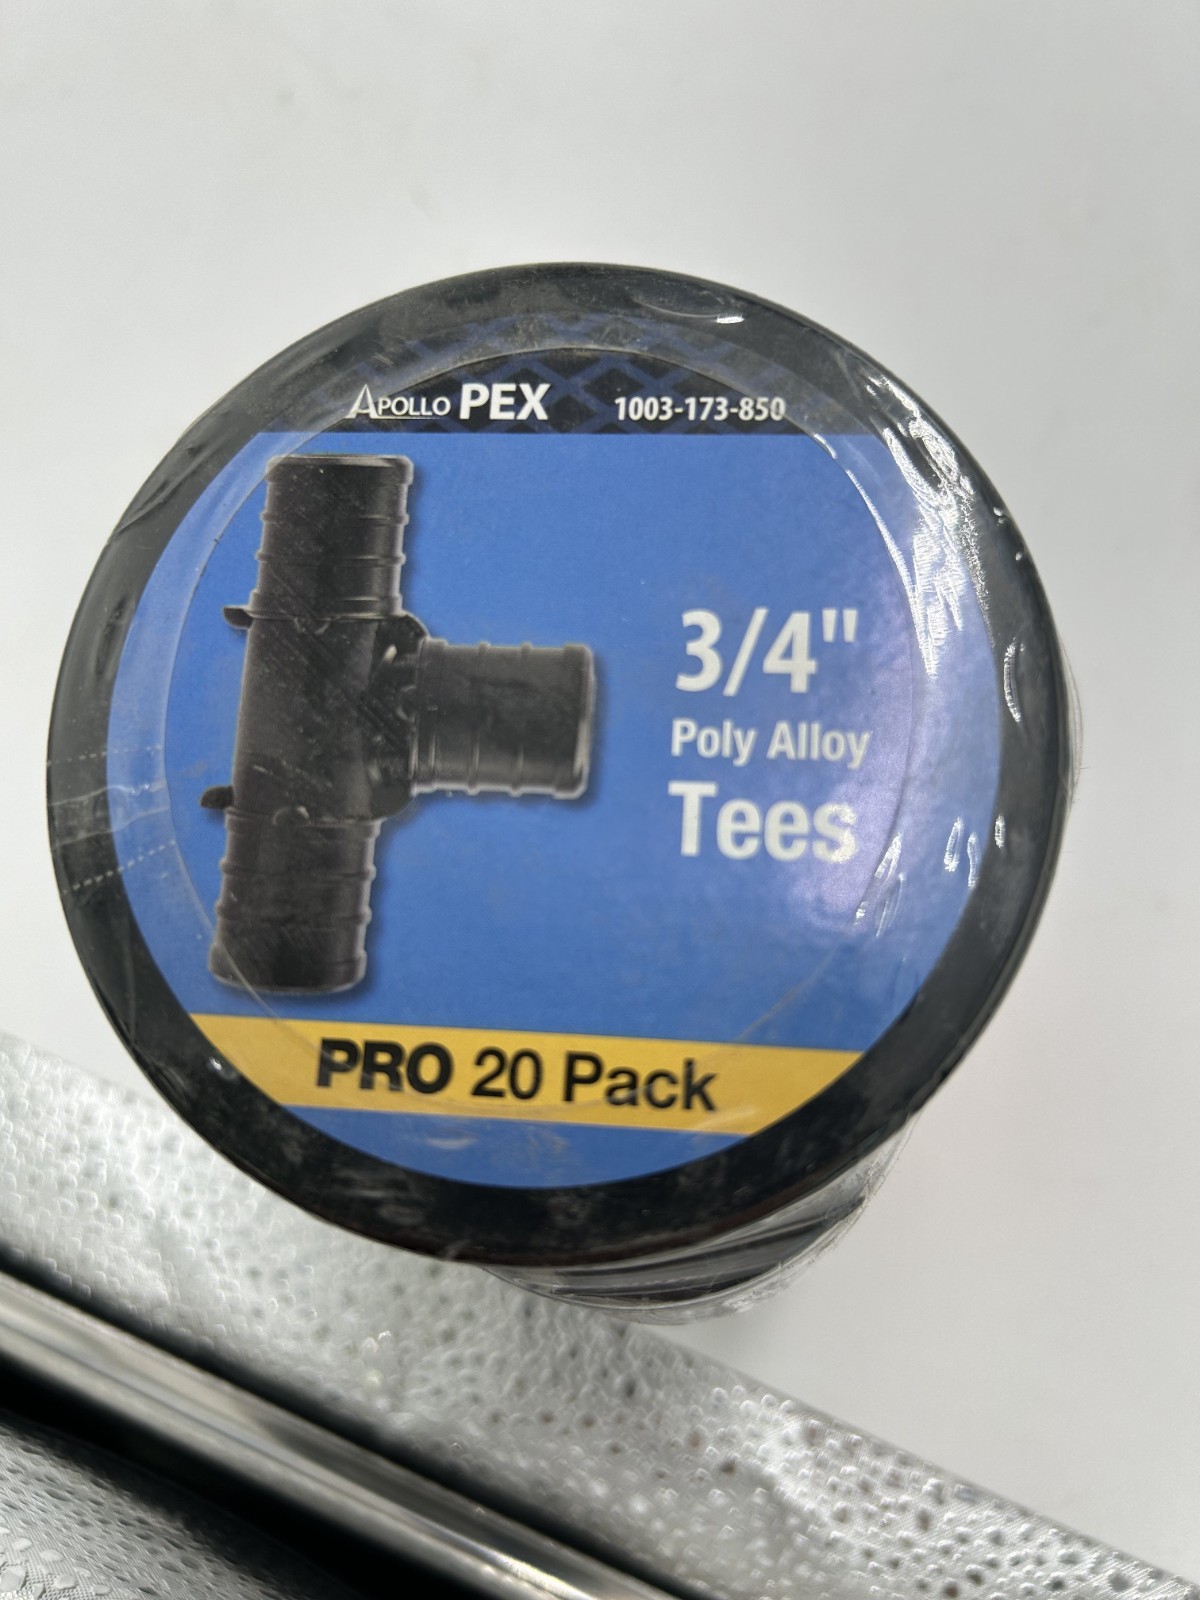 APOLLO PEX 1003-173-850
3/4"
Poly Alloy
Tees
PRO 20 Pack